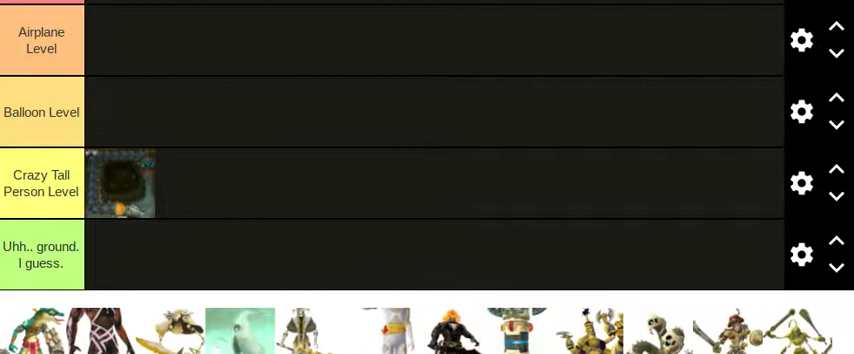 Airplane
Level
Balloon Level
Crazy Tall
Person Level
Uhh.. ground.
I guess.